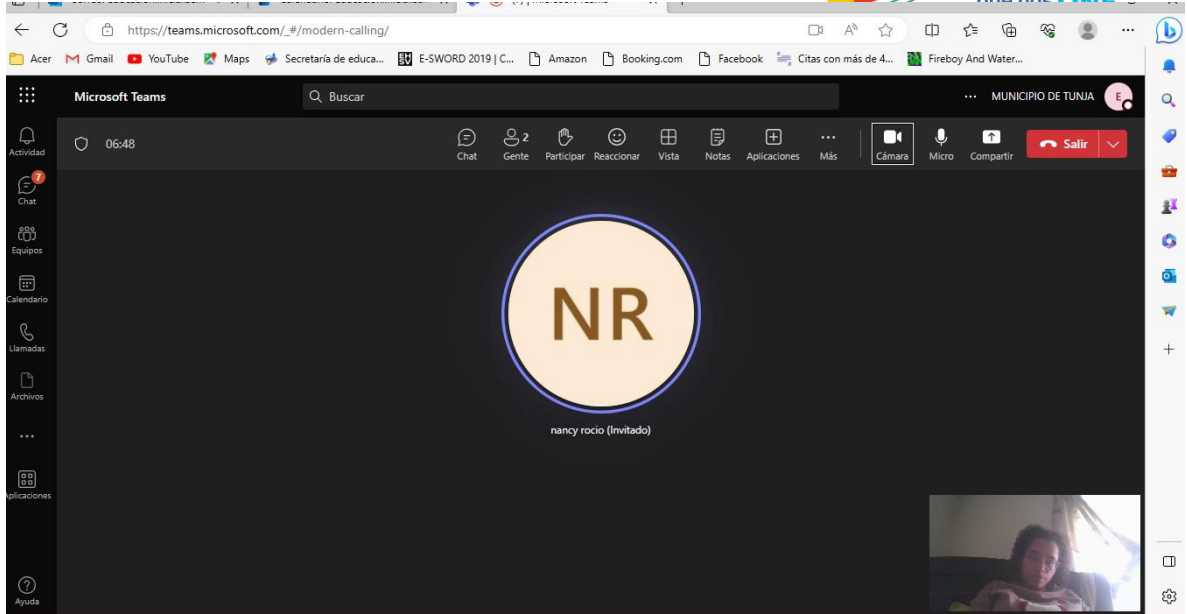 https://teams.microsoft.com/_#/modern-calling/
Acer
Gmail
YouTube
Maps
Secretaría de educa...
E-SWORD 2019 | C...
Amazon
Booking.com
Facebook
Citas con más de 4...
Fireboy And Water...
Microsoft Teams
Buscar
MUNICIPIO DE TUNJA
E
Actividad
06:48
Chat
2
Gente
Participar
Reaccionar
Vista
Notas
Aplicaciones
Más
Cámara
Micro
Compartir
Salir
7
Chat
Equipos
Calendario
Llamadas
Archivos
NR
nancy rocio (Invitado)
Aplicaciones
Ayuda